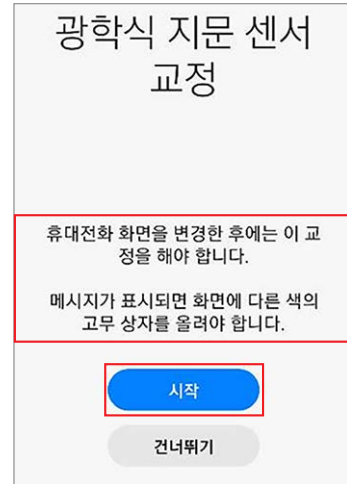 광학식 지문 센서
교정
휴대전화 화면을 변경한 후에는 이 교
정을 해야 합니다.
메시지가 표시되면 화면에 다른 색의
고무 상자를 올려야 합니다.
시작
건너뛰기